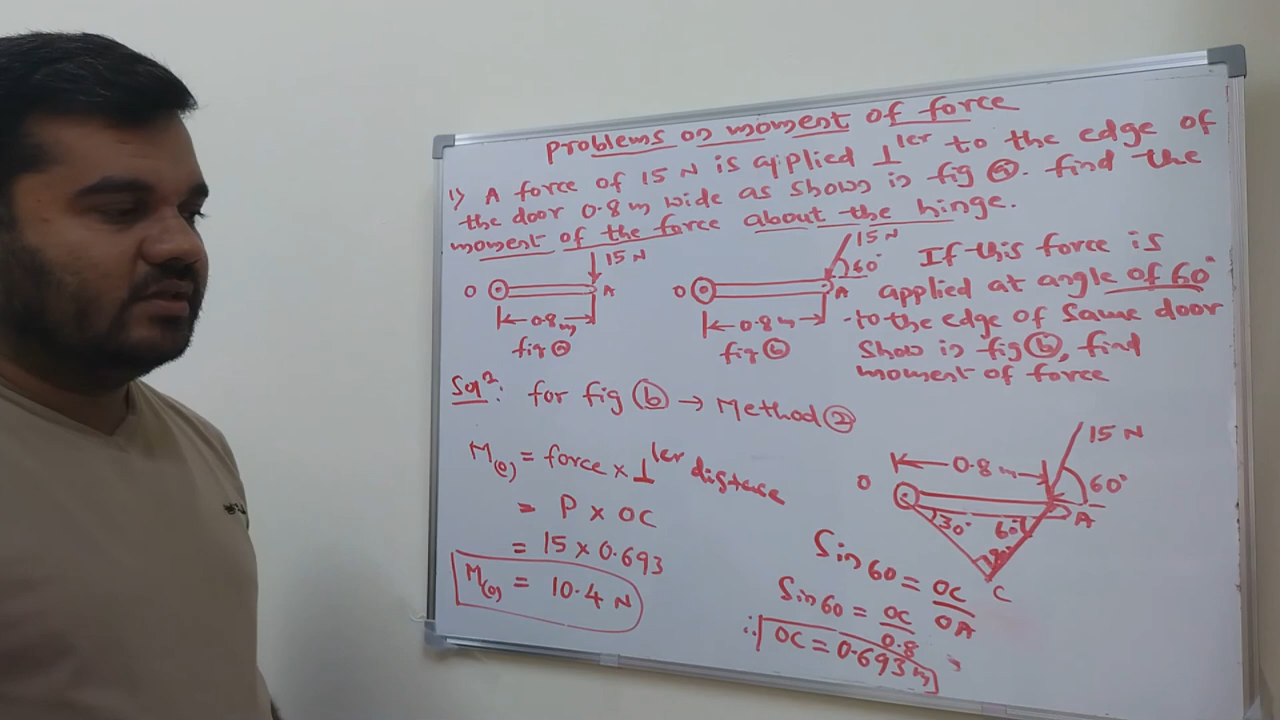 problems on moment of force
1) A force of 15 N is applied ⊥ler to the edge of
the door 0.8 m wide as shown in fig ⓐ. find the
moment of the force about the hinge.
15 N
O
A
0.8 m
fig ⓐ
15 N
60°
O
A
0.8 m
fig ⓑ
If this force is
applied at angle of 60°
to the edge of same door
show in fig ⓑ, find
moment of force
Sol²: for fig ⓑ → Method ②
M(o) = force × ⊥ler distance
= P × OC
= 15 × 0.693
M(o) = 10.4 N
15 N
0.8 m
60°
O
A
30°
60°
C
Sin 60 = OC/OA
Sin 60 = OC/0.8
∴ OC = 0.693 m